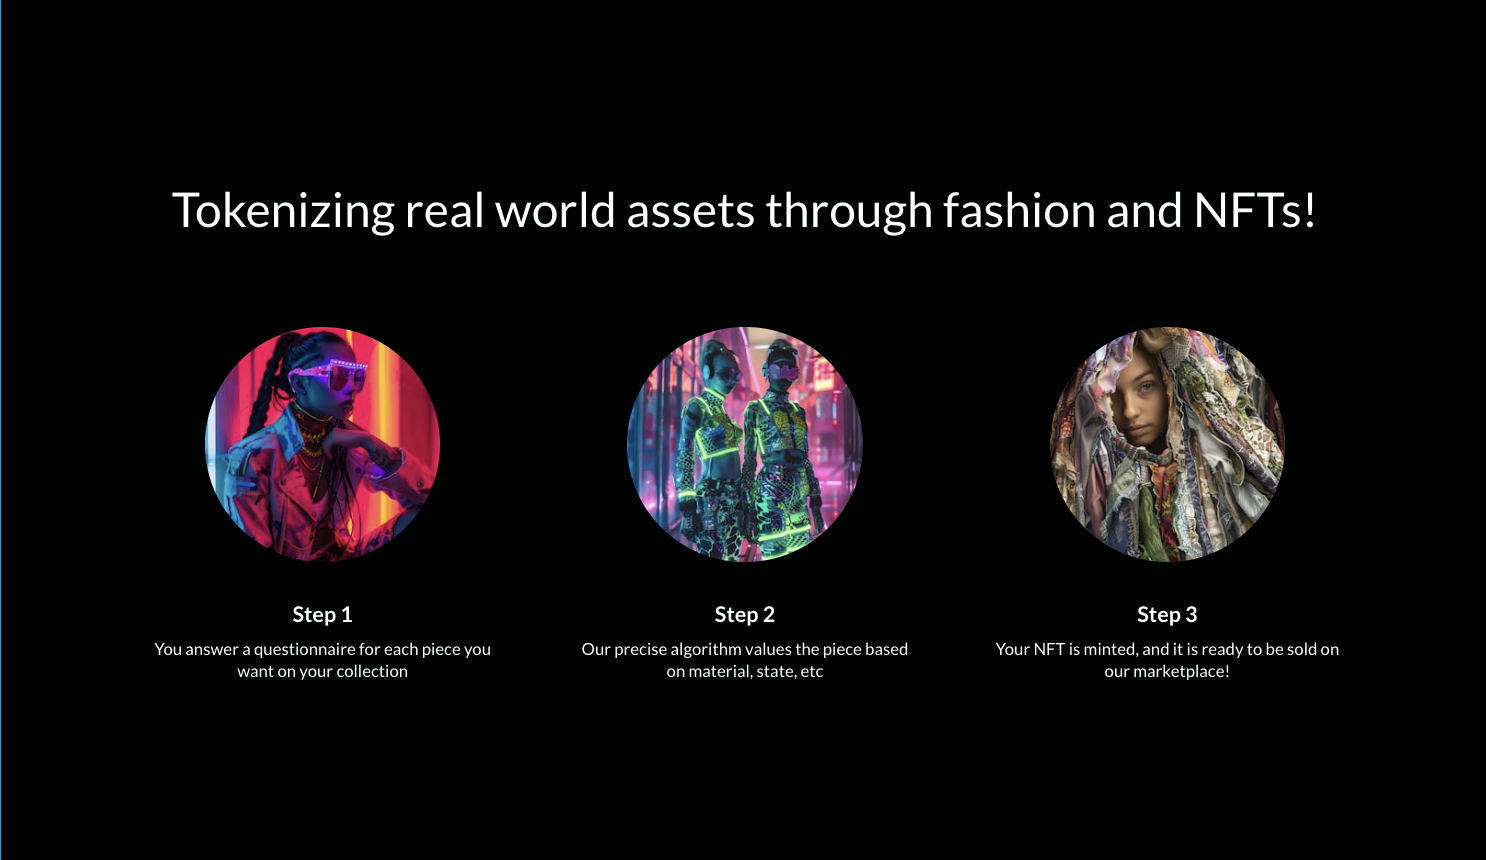 Tokenizing real world assets through fashion and NFTs!
Step 1
You answer a questionnaire for each piece you
want on your collection
Step 2
Our precise algorithm values the piece based
on material, state, etc
Step 3
Your NFT is minted, and it is ready to be sold on
our marketplace!